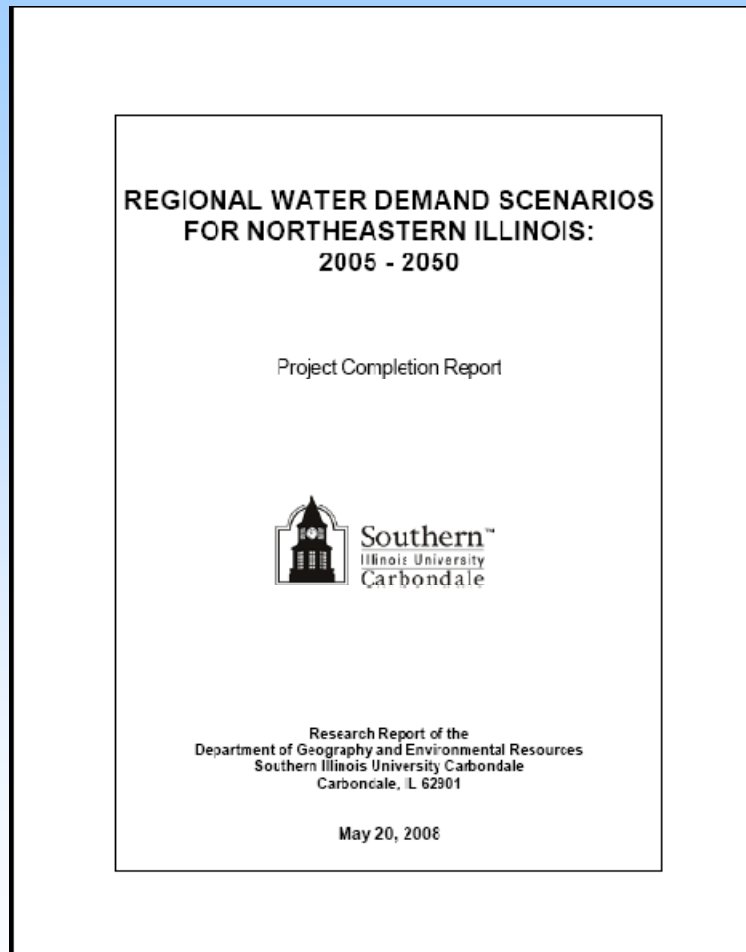 REGIONAL WATER DEMAND SCENARIOS
FOR NORTHEASTERN ILLINOIS:
2005 - 2050
Project Completion Report
Southern™
Illinois University
Carbondale
Research Report of the
Department of Geography and Environmental Resources
Southern Illinois University Carbondale
Carbondale, IL 62901
May 20, 2008